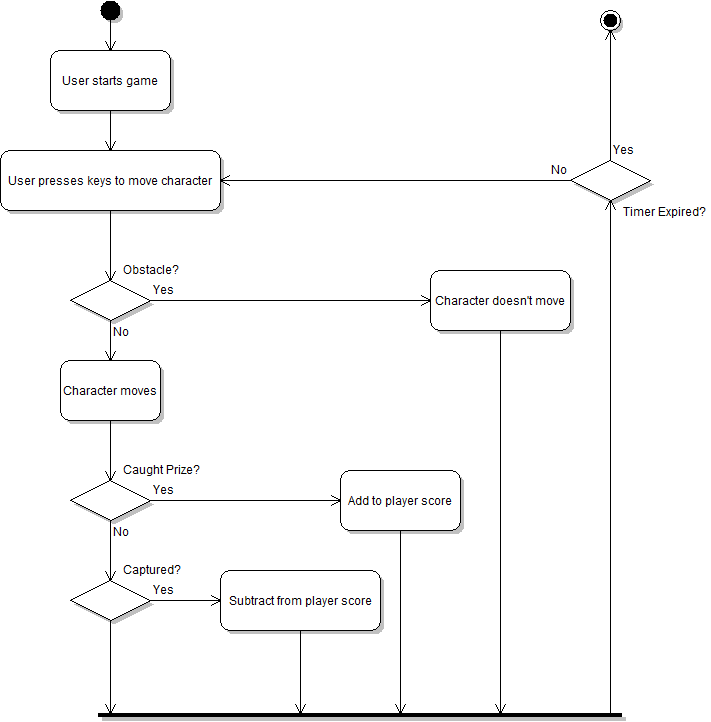 User starts game
Yes
No
User presses keys to move character
Timer Expired?
Obstacle?
Yes
Character doesn't move
No
Character moves
Caught Prize?
Yes
Add to player score
No
Captured?
Yes
Subtract from player score